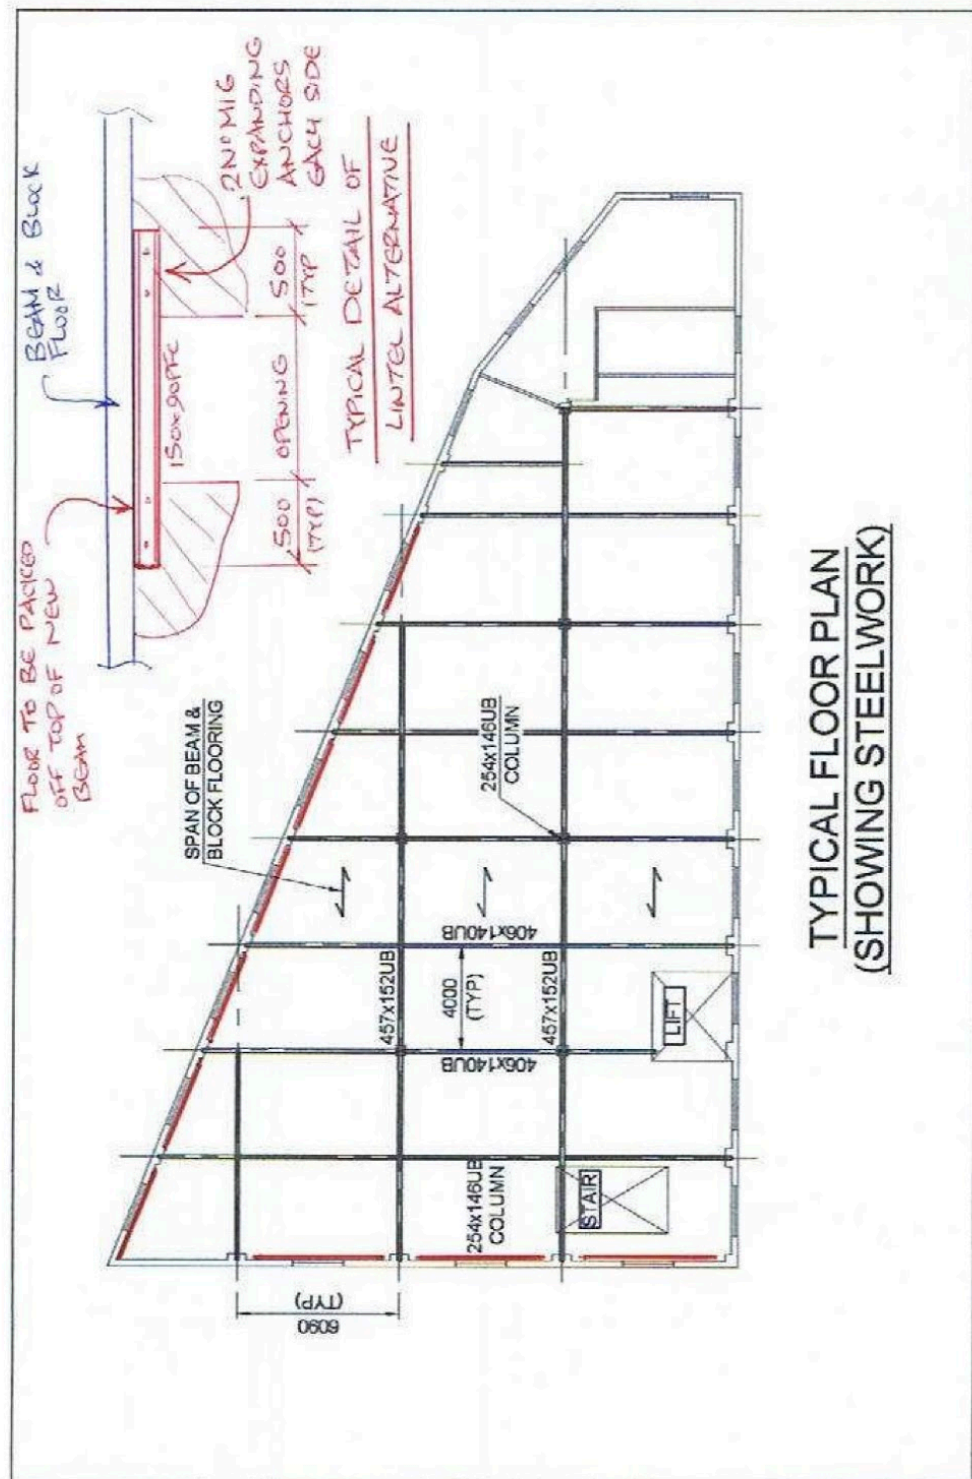 FLOOR TO BE PACKED
OFF TOP OF NEW
BEAM
BEAM & BLOCK
FLOOR
150x90PFC
2NO M16
EXPANDING
ANCHORS
EACH SIDE
500
(TYP)
OPENING
500
(TYP
TYPICAL DETAIL OF
LINTEL ALTERNATIVE
SPAN OF BEAM &
BLOCK FLOORING
254x146UB
COLUMN
457x152UB
406x140UB
4000
(TYP)
406x140UB
457x152UB
LIFT
254x146UB
COLUMN
STAIR
6090
(TYP)
TYPICAL FLOOR PLAN
(SHOWING STEELWORK)